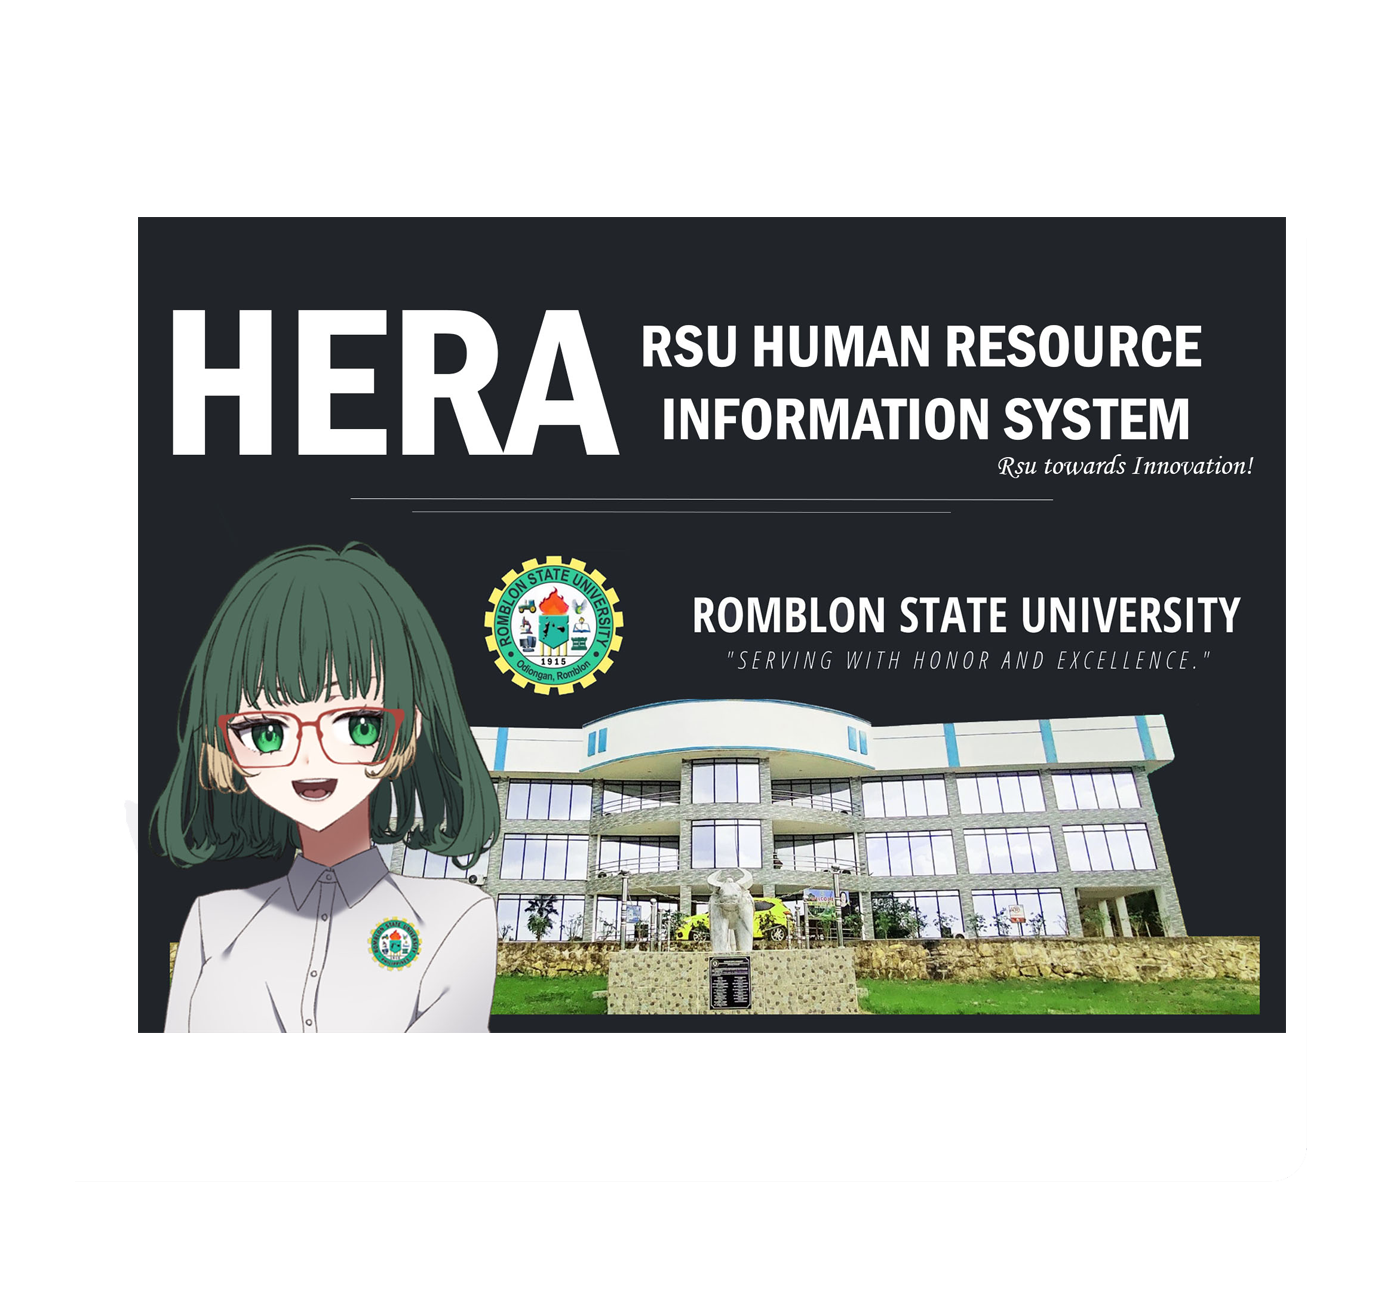 HERA
RSU HUMAN RESOURCE
INFORMATION SYSTEM
Rsu towards Innovation!
ROMBLON STATE UNIVERSITY
1915
Odiongan, Romblon
ROMBLON STATE UNIVERSITY
"SERVING WITH HONOR AND EXCELLENCE."